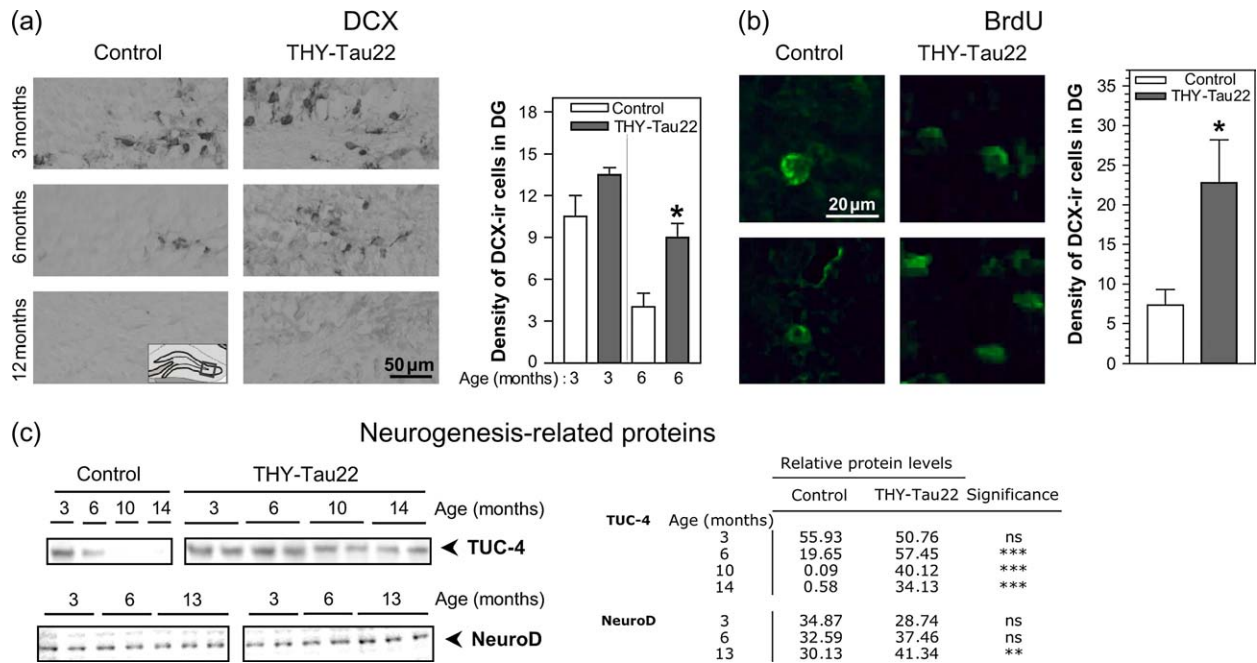 (a) DCX
Control THY-Tau22
3 months
6 months
12 months
50 µm
Density of DCX-ir cells in DG
18
15
12
9
6
3
0
Control
THY-Tau22
*
Age (months) : 3 3 6 6
(b) BrdU
Control THY-Tau22
20 µm
Density of DCX-ir cells in DG
35
30
25
20
15
10
5
0
Control
THY-Tau22
*
(c) Neurogenesis-related proteins
Control THY-Tau22
3 6 10 14 3 6 10 14 Age (months)
TUC-4
3 6 13 3 6 13 Age (months)
NeuroD
Relative protein levels
Control THY-Tau22 Significance
TUC-4 Age (months)
3 55.93 50.76 ns
6 19.65 57.45 ***
10 0.09 40.12 ***
14 0.58 34.13 ***
NeuroD 3 34.87 28.74 ns
6 32.59 37.46 ns
13 30.13 41.34 **